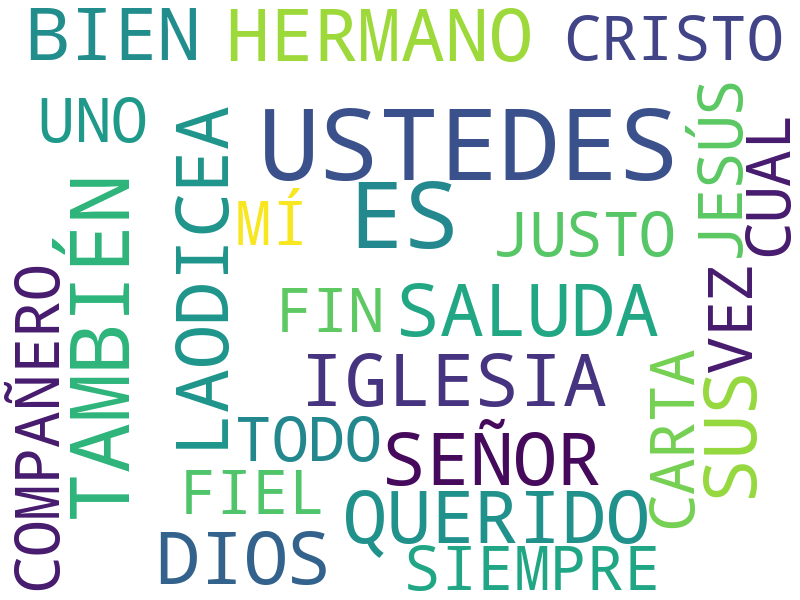 BIEN
HERMANO
CRISTO
UNO
LAODICEA
USTEDES
JESÚS
CUAL
TAMBIÉN
MÍ
ES
JUSTO
COMPAÑERO
FIN
SALUDA
VEZ
IGLESIA
CARTA
SUS
TODO
SEÑOR
FIEL
QUERIDO
DIOS
SIEMPRE